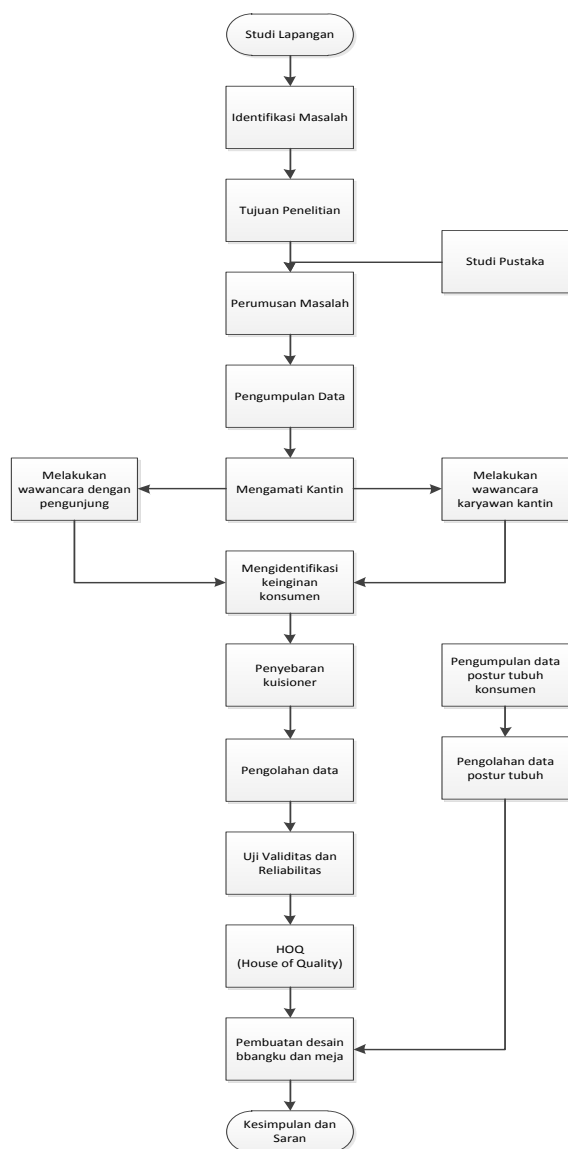 Studi Lapangan
Identifikasi Masalah
Tujuan Penelitian
Studi Pustaka
Perumusan Masalah
Pengumpulan Data
Melakukan
wawancara dengan
pengunjung
Mengamati Kantin
Melakukan
wawancara
karyawan kantin
Mengidentifikasi
keinginan
konsumen
Penyebaran
kuisioner
Pengumpulan data
postur tubuh
konsumen
Pengolahan data
Pengolahan data
postur tubuh
Uji Validitas dan
Reliabilitas
HOQ
(House of Quality)
Pembuatan desain
bbangku dan meja
Kesimpulan dan
Saran